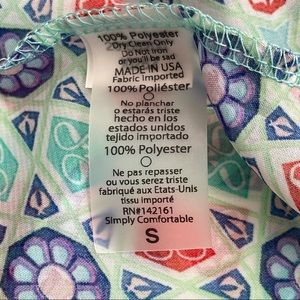 100% Polyester
Dry Clean Only
Do Not iron
or you'll be sad
MADE IN USA
Fabric Imported
100% Poliéster
No planchar
o estarás triste
hecho en los
estados unidos
tejido importado
100% Polyester
Ne pas repasser
ou vous serez triste
fabriqué aux Etats-Unis
tissu importé
RN#142161
Simply Comfortable
S